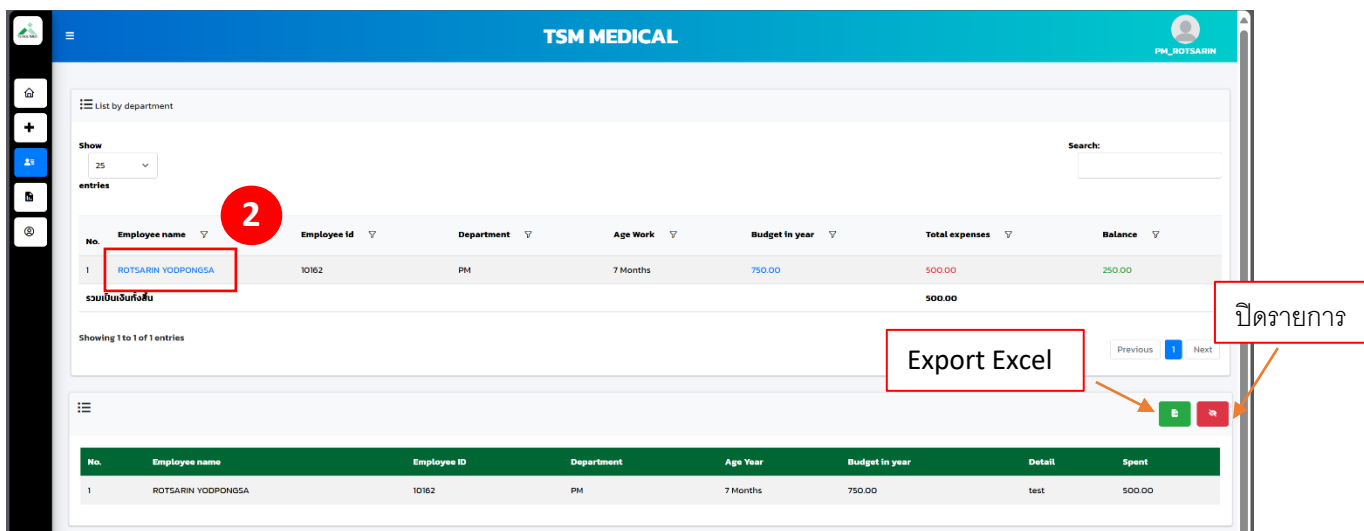 TSM MEDICAL
PM_ROTSARIN
List by department
Show
25
entries
Search:
2
No. Employee name Employee id Department Age Work Budget in year Total expenses Balance
1 ROTSARIN YODPONGSA 10162 PM 7 Months 750.00 500.00 250.00
รวมเป็นเงินทั้งสิ้น 500.00
Showing 1 to 1 of 1 entries
Previous 1 Next
ปิดรายการ
Export Excel
No. Employee name Employee ID Department Age Year Budget in year Detail Spent
1 ROTSARIN YODPONGSA 10162 PM 7 Months 750.00 test 500.00